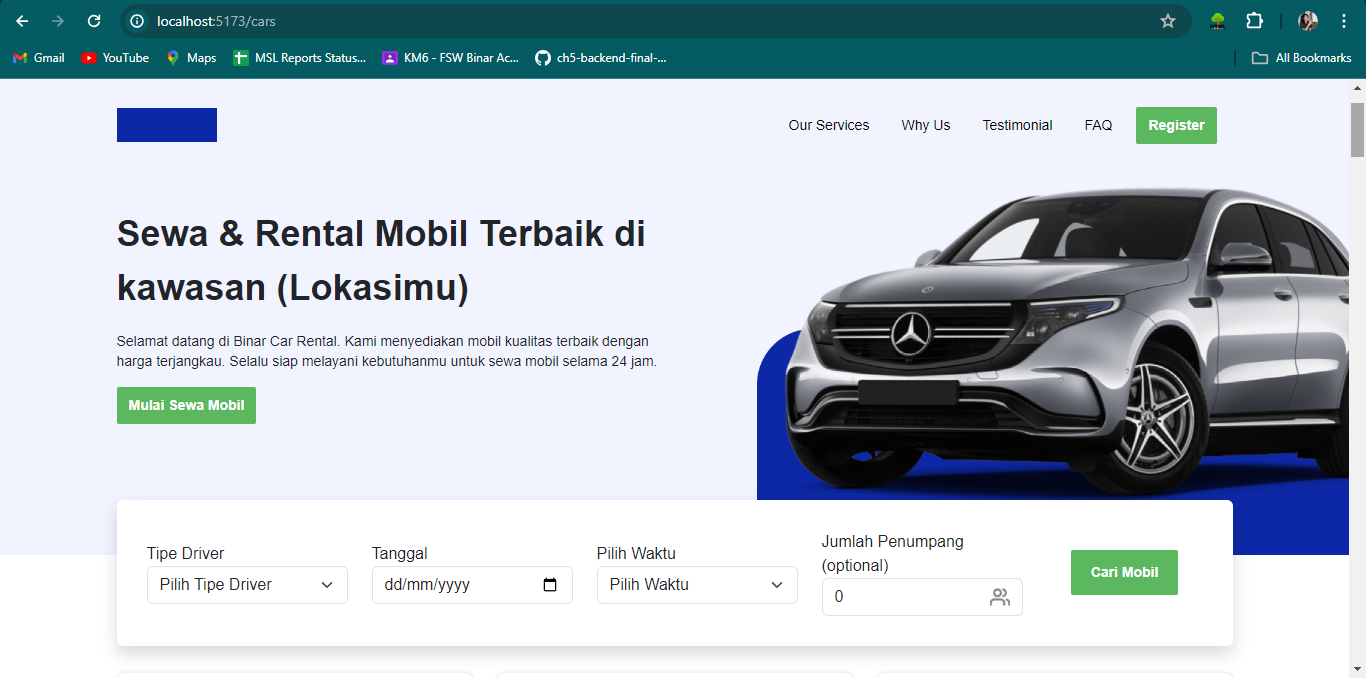 localhost:5173/cars
Gmail YouTube Maps MSL Reports Status... KM6 - FSW Binar Ac... ch5-backend-final-... All Bookmarks
Our Services Why Us Testimonial FAQ Register
Sewa & Rental Mobil Terbaik di
kawasan (Lokasimu)
Selamat datang di Binar Car Rental. Kami menyediakan mobil kualitas terbaik dengan
harga terjangkau. Selalu siap melayani kebutuhanmu untuk sewa mobil selama 24 jam.
Mulai Sewa Mobil
Tipe Driver
Pilih Tipe Driver
Tanggal
dd/mm/yyyy
Pilih Waktu
Pilih Waktu
Jumlah Penumpang
(optional)
0
Cari Mobil